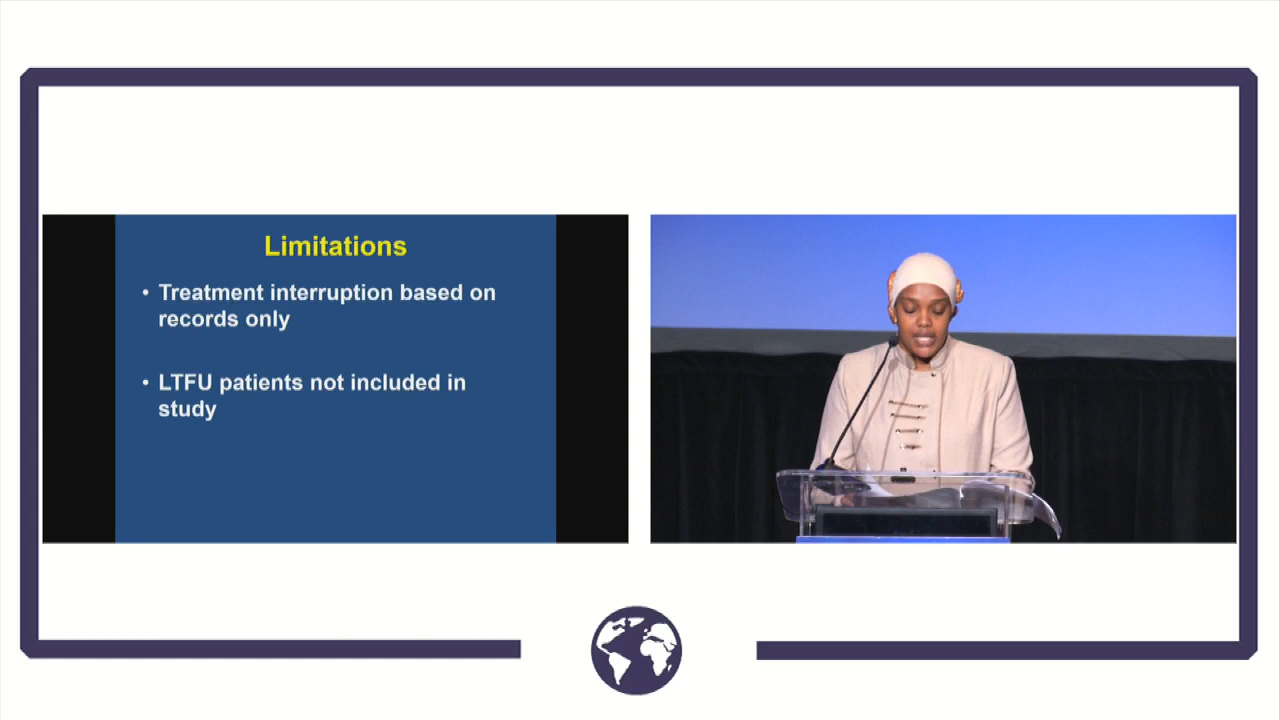 Limitations
• Treatment interruption based on
records only
• LTFU patients not included in
study